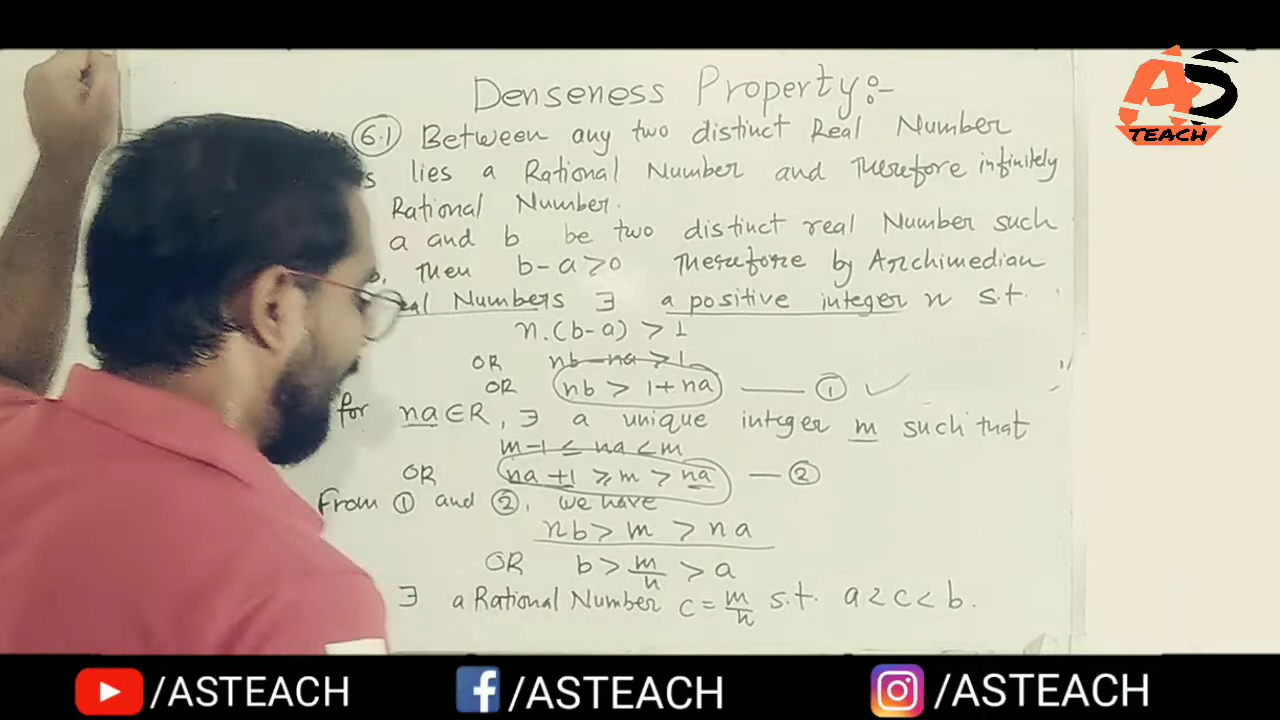 Denseness Property:-
6.1 Between any two distinct Real Number
s lies a Rational Number and Therefore infinitely
Rational Number.
a and b be two distinct real Number such
b, Then b-a>0 Therefore by Archimedian
eal Numbers ∃ a positive integer n s.t.
n.(b-a) > 1
OR nb-na > 1
OR nb > 1+na —— ① ✓
for na∈R, ∃ a unique integer m such that
m-1 ≤ na < m
OR na+1 ⩾ m > na — ②
From ① and ②, we have
nb > m > na
OR b > m/n > a
∃ a Rational Number c = m/n s.t. a < c < b.
AS
TEACH
/ASTEACH /ASTEACH /ASTEACH